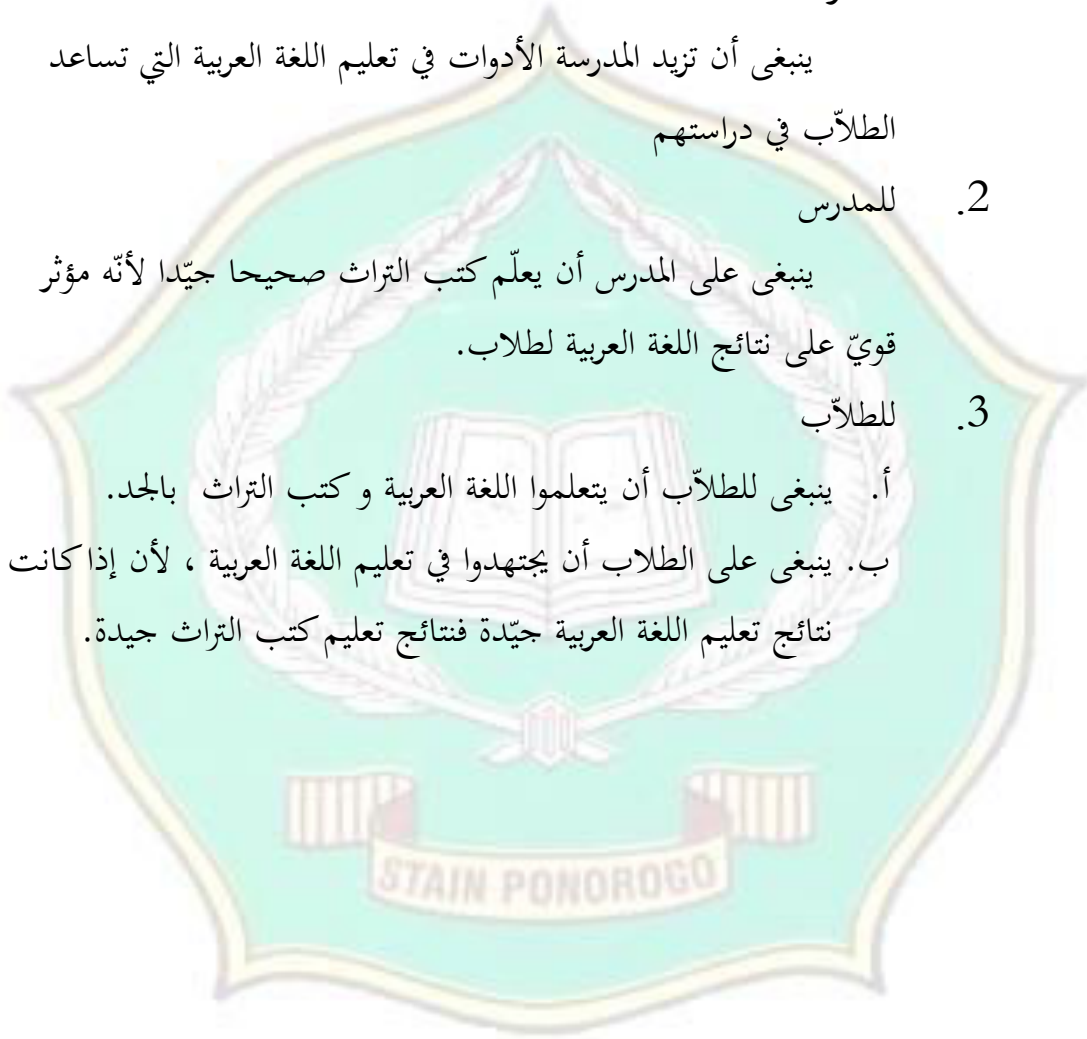 ينبغى أن تزيد المدرسة الأدوات في تعليم اللغة العربية التي تساعد
الطلاّب في دراستهم
2. للمدرس
ينبغى على المدرس أن يعلّم كتب التراث صحيحا جيّدا لأنّه مؤثر
قويّ على نتائج اللغة العربية لطلاب.
3. للطلاّب
أ. ينبغى للطلاّب أن يتعلموا اللغة العربية و كتب التراث بالجد.
ب. ينبغى على الطلاب أن يجتهدوا في تعليم اللغة العربية ، لأن إذا كانت
نتائج تعليم اللغة العربية جيّدة فنتائج تعليم كتب التراث جيدة.
STAIN PONOROGO